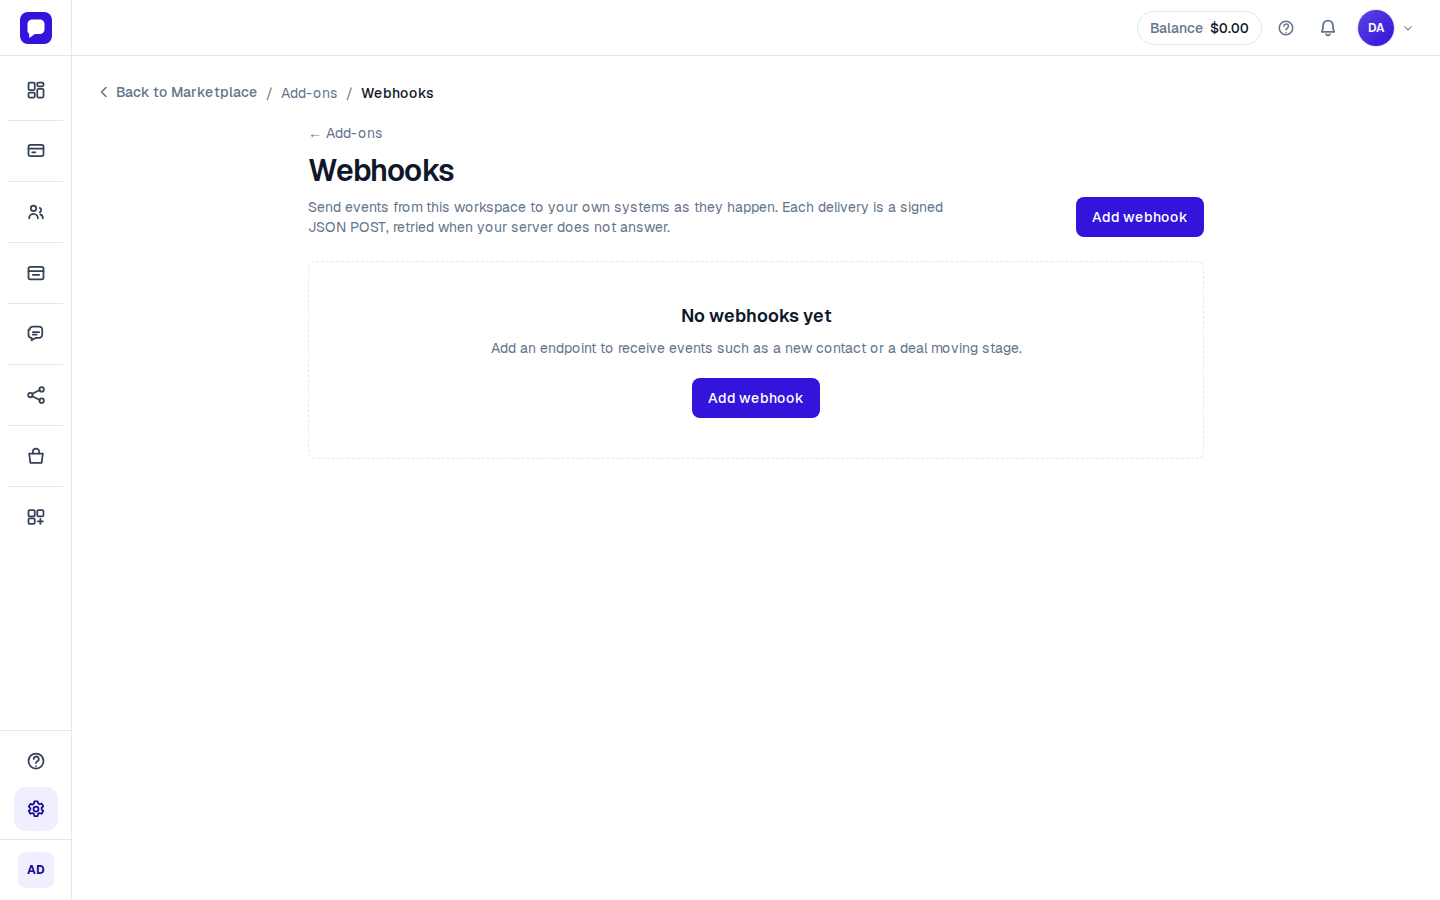 Balance $0.00
DA
Back to Marketplace / Add-ons / Webhooks
← Add-ons
Webhooks
Send events from this workspace to your own systems as they happen. Each delivery is a signed
JSON POST, retried when your server does not answer.
Add webhook
No webhooks yet
Add an endpoint to receive events such as a new contact or a deal moving stage.
Add webhook
AD